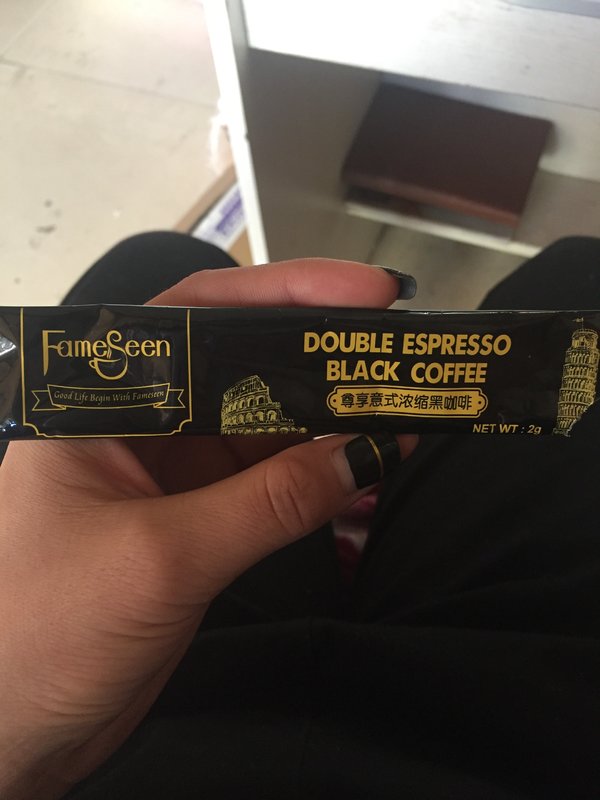 FameSeen
Good Life Begin With Fameseen
DOUBLE ESPRESSO
BLACK COFFEE
尊享意式浓缩黑咖啡
NET WT : 2g